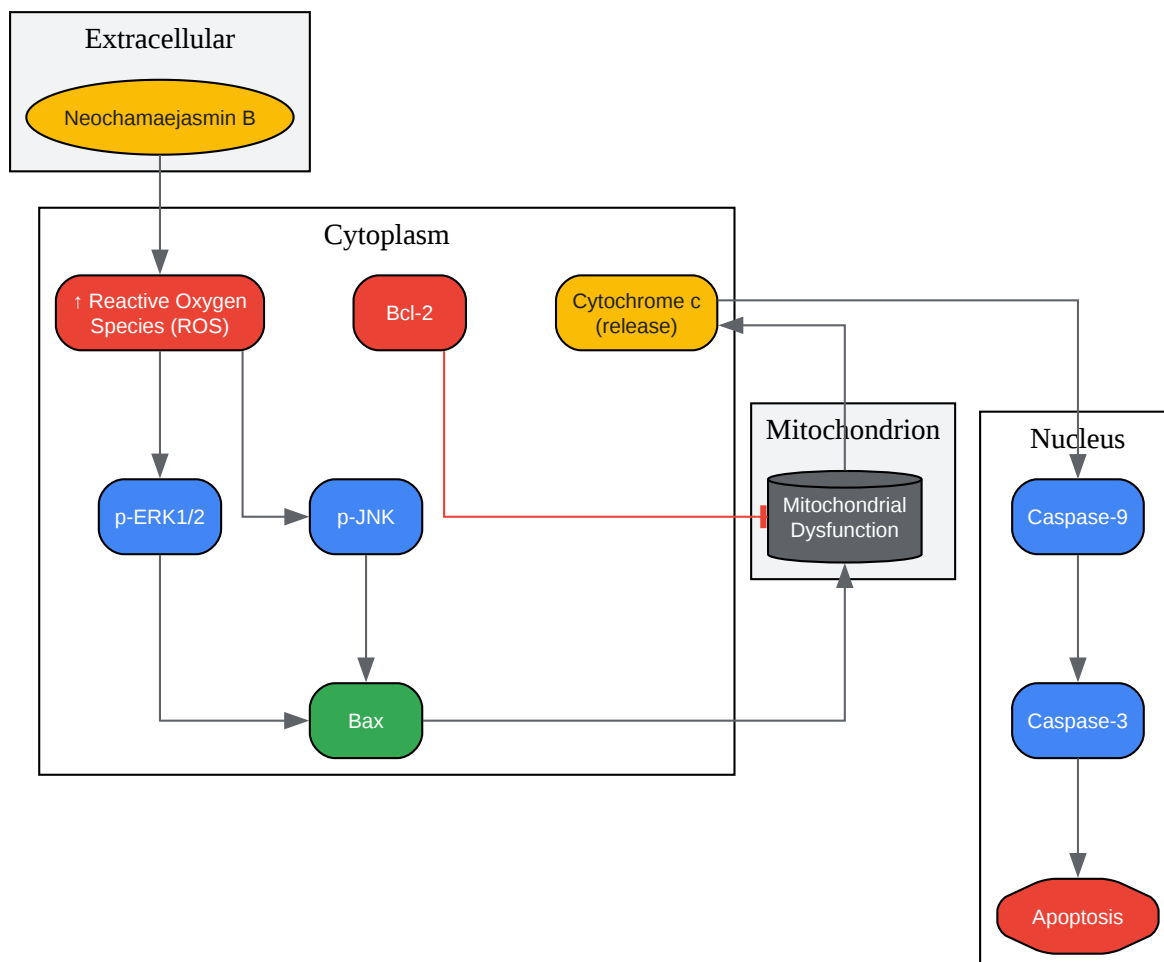 Extracellular
Neochamaejasmin B
Cytoplasm
↑ Reactive Oxygen
Species (ROS)
Bcl-2
Cytochrome c
(release)
Mitochondrion
Nucleus
p-ERK1/2
p-JNK
Mitochondrial
Dysfunction
Caspase-9
Bax
Caspase-3
Apoptosis